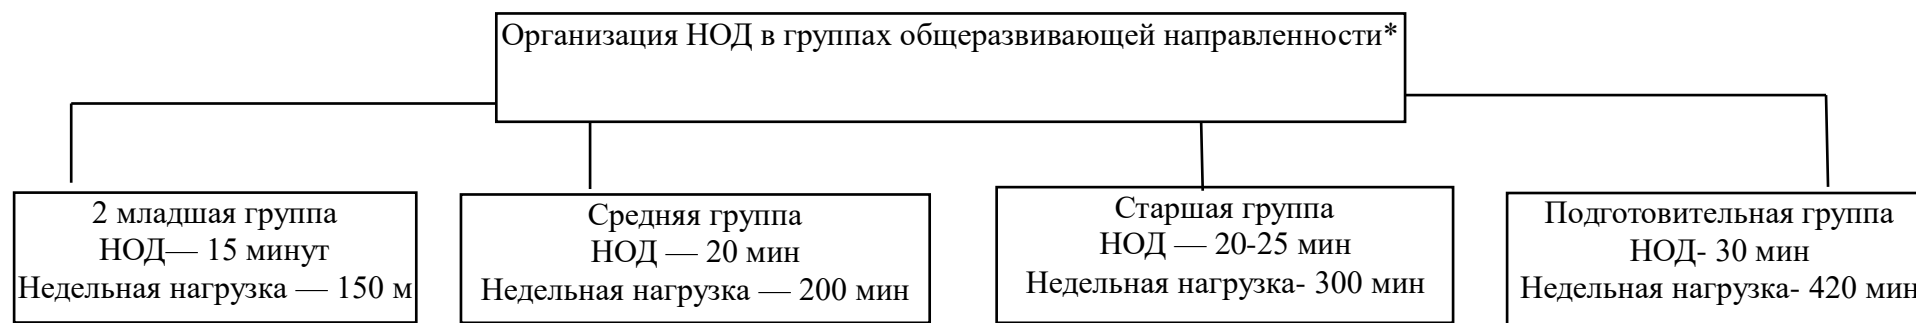 Организация НОД в группах общеразвивающей направленности*
2 младшая группа
НОД— 15 минут
Недельная нагрузка — 150 м
Средняя группа
НОД — 20 мин
Недельная нагрузка — 200 мин
Старшая группа
НОД — 20-25 мин
Недельная нагрузка- 300 мин
Подготовительная группа
НОД- 30 мин
Недельная нагрузка- 420 мин